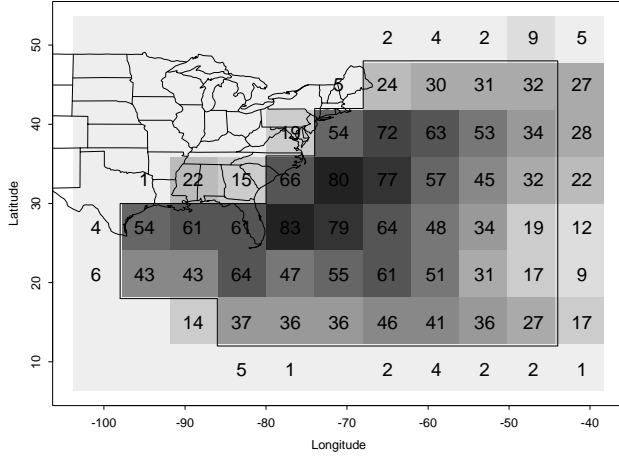 50
2 4 2 9 5
5 24 30 31 32 27
40
19 54 72 63 53 34 28
1 22 15 66 80 77 57 45 32 22
30
4 54 61 61 83 79 64 48 34 19 12
6 43 43 64 47 55 61 51 31 17 9
20
14 37 36 36 46 41 36 27 17
10
5 1 2 4 2 2 1
Latitude
-100 -90 -80 -70 -60 -50 -40
Longitude